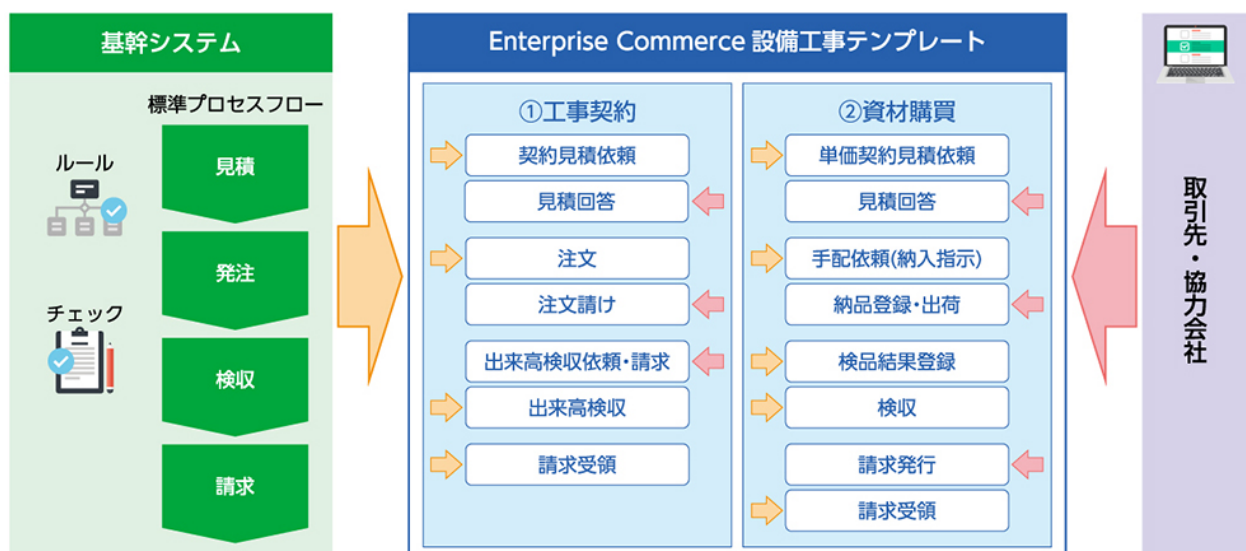 基幹システム
標準プロセスフロー
ルール
チェック
見積
発注
検収
請求
Enterprise Commerce 設備工事テンプレート
①工事契約
契約見積依頼
見積回答
注文
注文請け
出来高検収依頼・請求
出来高検収
請求受領
②資材購買
単価契約見積依頼
見積回答
手配依頼(納入指示)
納品登録・出荷
検品結果登録
検収
請求発行
請求受領
取引先・協力会社